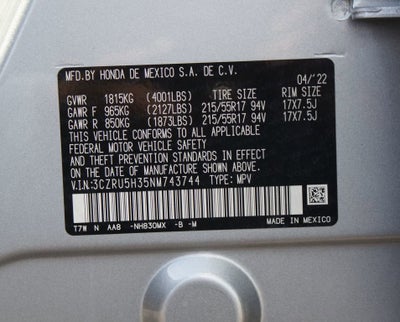 MFD.BY HONDA DE MEXICO S.A. DE C.V. 04/'22
GVWR 1815KG (4001LBS) TIRE SIZE RIM SIZE
GAWR F 965KG (2127LBS) 215/55R17 94V 17X7.5J
GAWR R 850KG (1873LBS) 215/55R17 94V 17X7.5J
THIS VEHICLE CONFORMS TO ALL APPLICABLE
FEDERAL MOTOR VEHICLE SAFETY
AND THEFT PREVENTION STANDARDS IN EFFECT
ON THE DATE OF MANUFACTURE SHOWN ABOVE.
V.I.N:3CZRU5H35NM743744 TYPE: MPV
T7W N AA8 -NH830MX -B -M MADE IN MEXICO